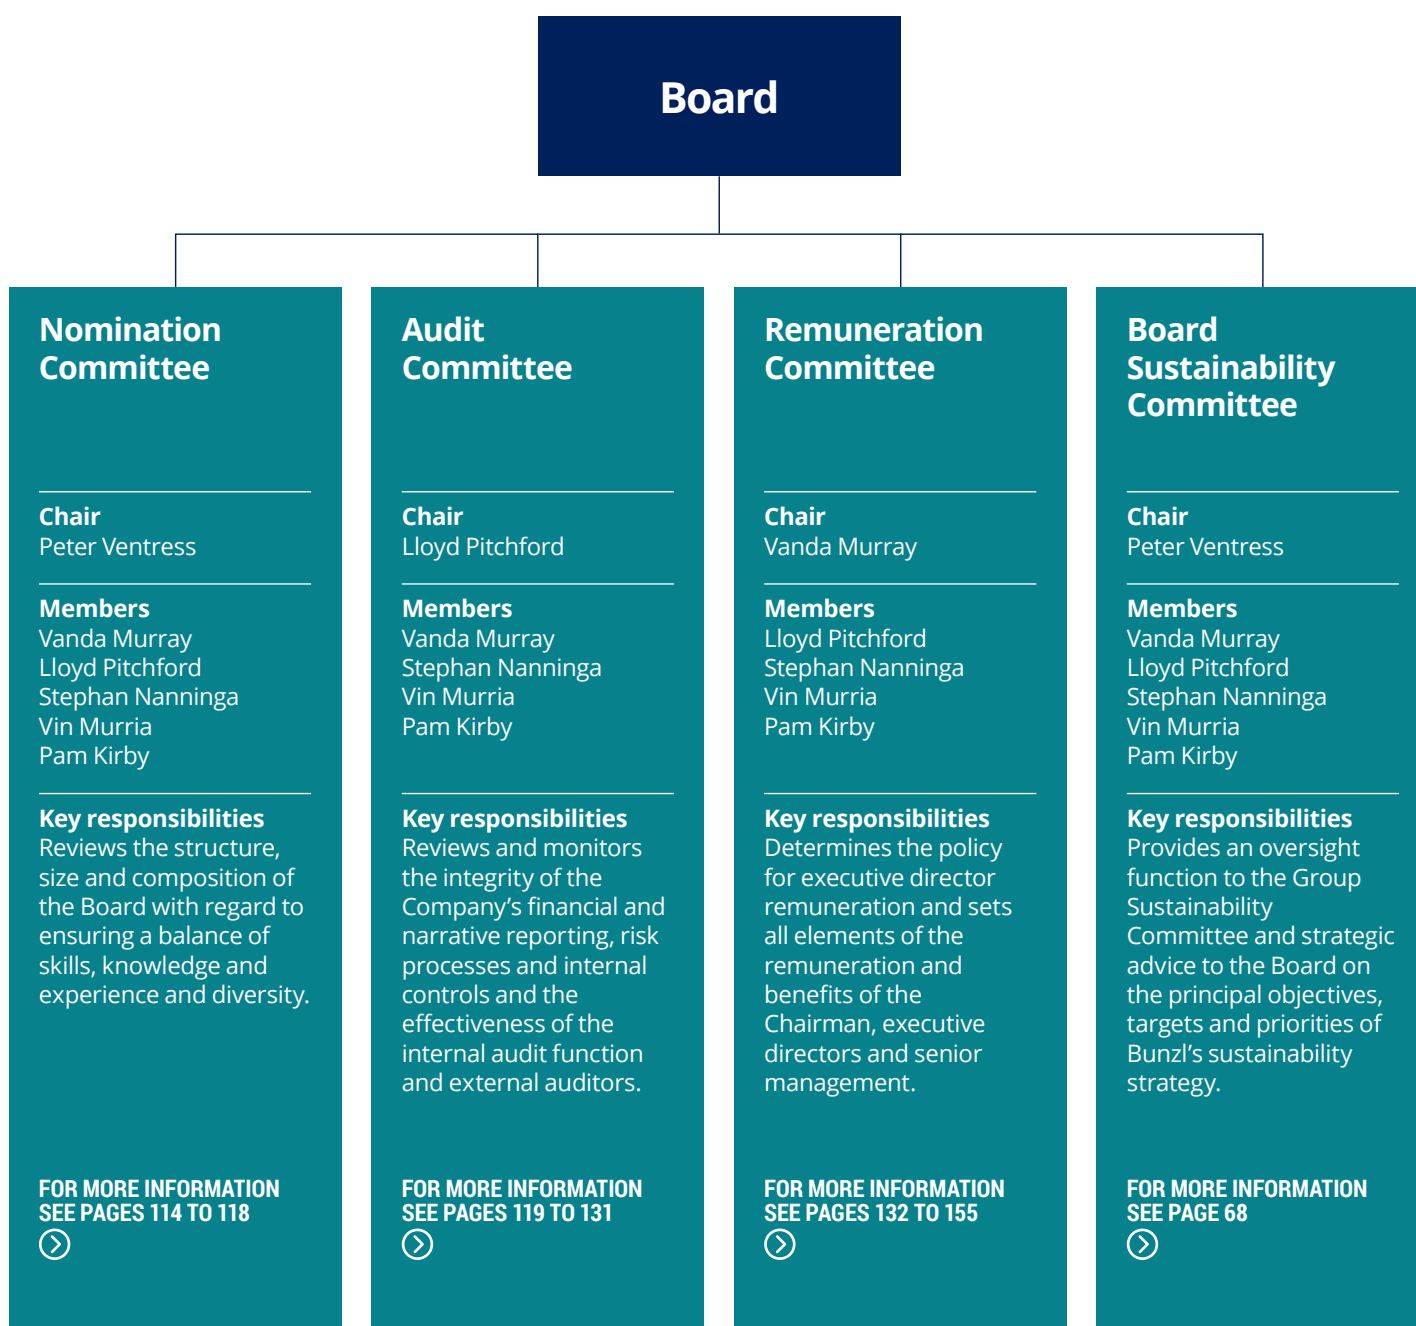 Board
Nomination
Committee
Chair
Peter Ventress
Members
Vanda Murray
Lloyd Pitchford
Stephan Nanninga
Vin Murria
Pam Kirby
Key responsibilities
Reviews the structure,
size and composition of
the Board with regard to
ensuring a balance of
skills, knowledge and
experience and diversity.
FOR MORE INFORMATION
SEE PAGES 114 TO 118
Audit
Committee
Chair
Lloyd Pitchford
Members
Vanda Murray
Stephan Nanninga
Vin Murria
Pam Kirby
Key responsibilities
Reviews and monitors
the integrity of the
Company’s financial and
narrative reporting, risk
processes and internal
controls and the
effectiveness of the
internal audit function
and external auditors.
FOR MORE INFORMATION
SEE PAGES 119 TO 131
Remuneration
Committee
Chair
Vanda Murray
Members
Lloyd Pitchford
Stephan Nanninga
Vin Murria
Pam Kirby
Key responsibilities
Determines the policy
for executive director
remuneration and sets
all elements of the
remuneration and
benefits of the
Chairman, executive
directors and senior
management.
FOR MORE INFORMATION
SEE PAGES 132 TO 155
Board
Sustainability
Committee
Chair
Peter Ventress
Members
Vanda Murray
Lloyd Pitchford
Stephan Nanninga
Vin Murria
Pam Kirby
Key responsibilities
Provides an oversight
function to the Group
Sustainability
Committee and strategic
advice to the Board on
the principal objectives,
targets and priorities of
Bunzl’s sustainability
strategy.
FOR MORE INFORMATION
SEE PAGE 68